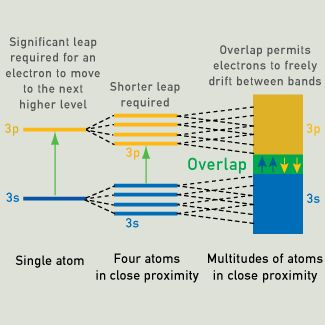 Significant leap
required for an
electron to move
to the next
higher level
Shorter leap
required
Overlap permits
electrons to freely
drift between bands
3p
3p
3p
Overlap
3s
3s
3s
Single atom
Four atoms
in close proximity
Multitudes of atoms
in close proximity